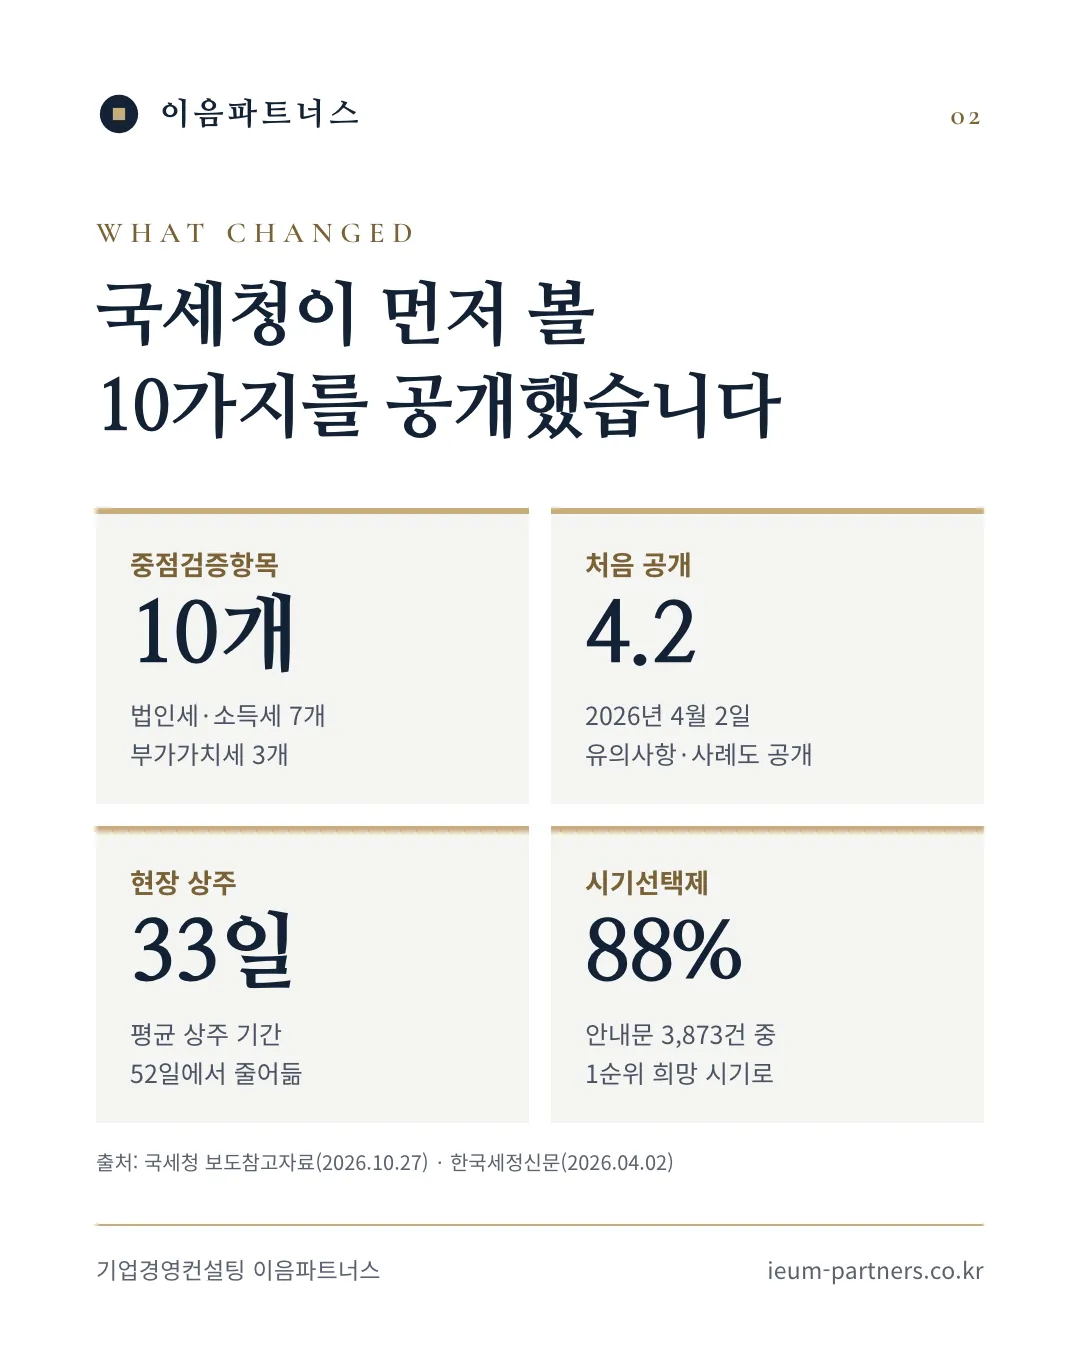 이음파트너스
02
WHAT CHANGED
국세청이 먼저 볼
10가지를 공개했습니다
중점검증항목
10개
법인세·소득세 7개
부가가치세 3개
처음 공개
4.2
2026년 4월 2일
유의사항·사례도 공개
현장 상주
33일
평균 상주 기간
52일에서 줄어듦
시기선택제
88%
안내문 3,873건 중
1순위 희망 시기로
출처: 국세청 보도참고자료(2026.10.27) · 한국세정신문(2026.04.02)
기업경영컨설팅 이음파트너스
ieum-partners.co.kr